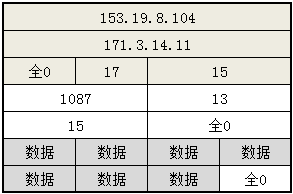 153.19.8.104
171.3.14.11
全0 17 15
1087 13
15 全0
数据 数据 数据 数据
数据 数据 数据 全0